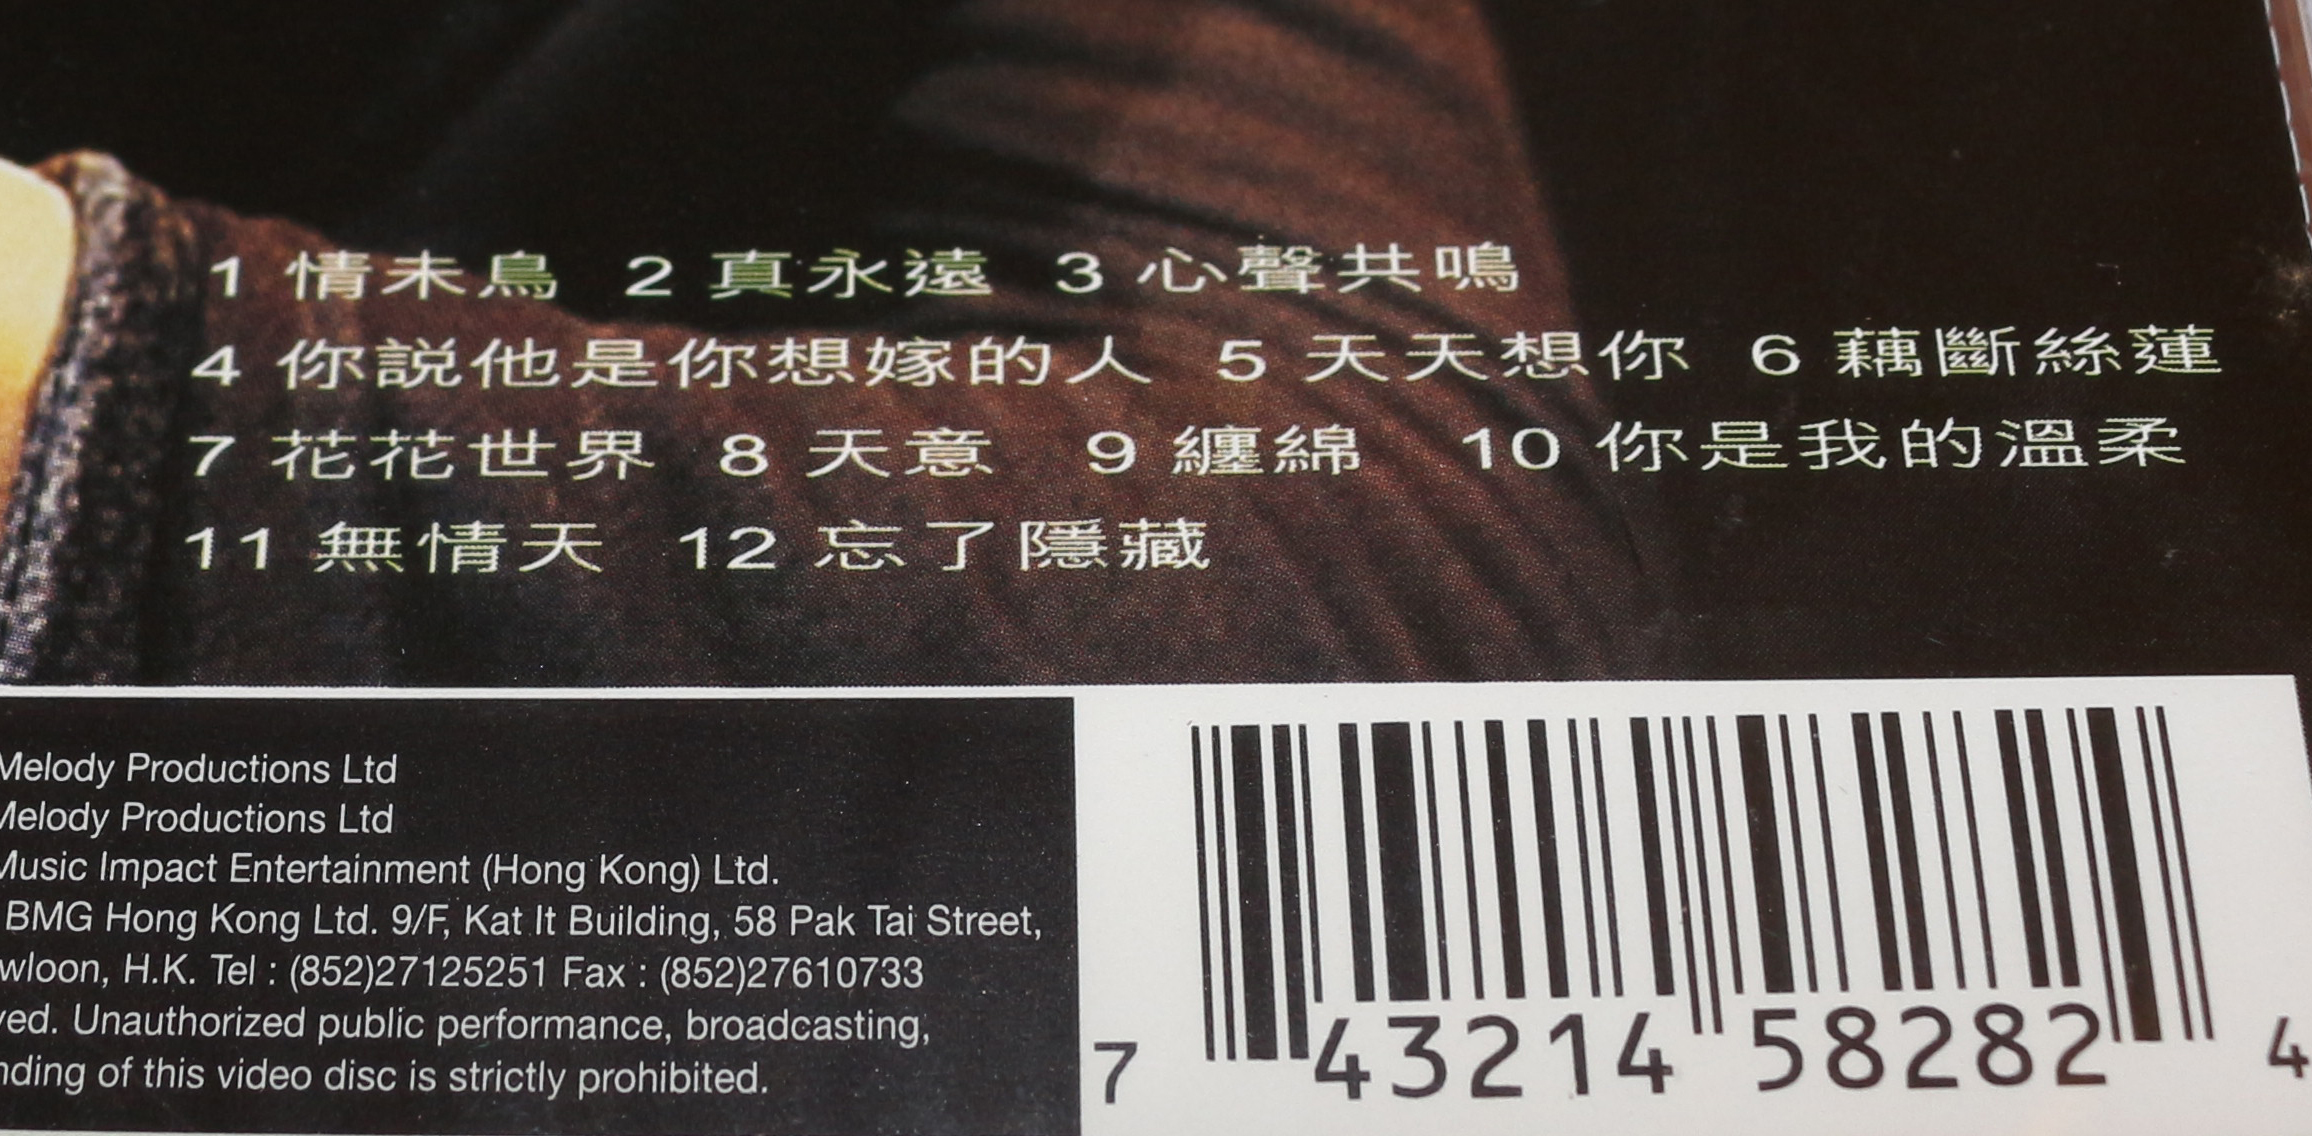 1 情未鳥 2 真永遠 3 心聲共鳴
4 你説他是你想嫁的人 5 天天想你 6 藕斷絲蓮
7 花花世界 8 天意 9 纏綿 10 你是我的溫柔
11 無情天 12 忘了隱藏
Melody Productions Ltd
Melody Productions Ltd
Music Impact Entertainment (Hong Kong) Ltd.
BMG Hong Kong Ltd. 9/F, Kat It Building, 58 Pak Tai Street,
wloon, H.K. Tel : (852)27125251 Fax : (852)27610733
ved. Unauthorized public performance, broadcasting,
nding of this video disc is strictly prohibited.
7 43214 58282 4